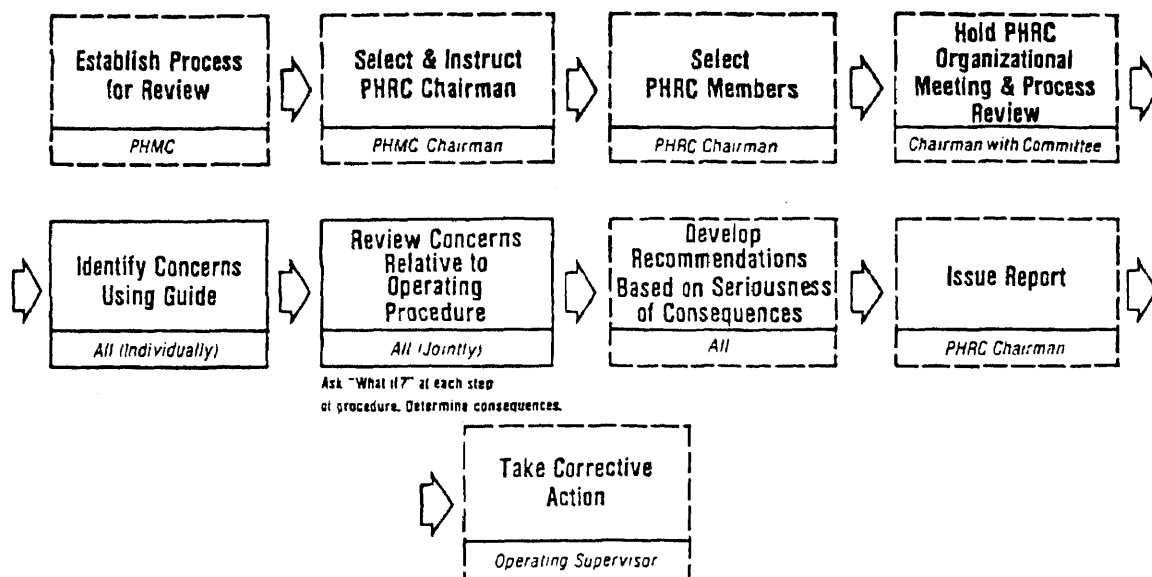 Establish Process
for Review
PHMC
Select & Instruct
PHRC Chairman
PHMC Chairman
Select
PHRC Members
PHRC Chairman
Hold PHRC
Organizational
Meeting & Process
Review
Chairman with Committee
Identify Concerns
Using Guide
All (Individually)
Review Concerns
Relative to
Operating
Procedure
All (Jointly)
Ask "What if?" at each step
of procedure. Determine consequences.
Develop
Recommendations
Based on Seriousness
of Consequences
All
Issue Report
PHRC Chairman
Take Corrective
Action
Operating Supervisor